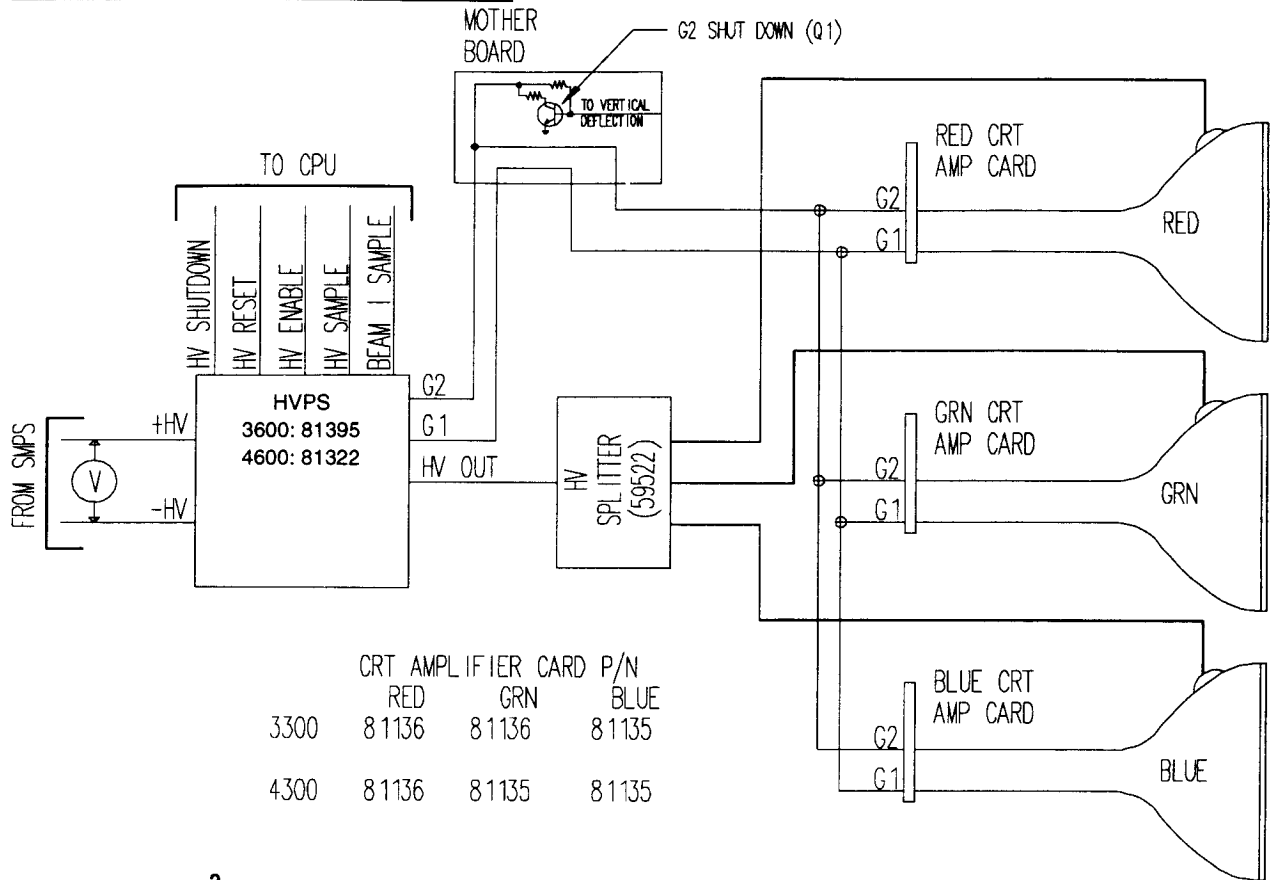 MOTHER
BOARD
G2 SHUT DOWN (Q1)
TO VERTICAL
DEFLECTION
TO CPU
HV SHUTDOWN
HV RESET
HV ENABLE
HV SAMPLE
BEAM I SAMPLE
RED CRT
AMP CARD
G2
G1
RED
FROM SMPS
+HV
V
-HV
HVPS
3600: 81395
4600: 81322
G2
G1
HV OUT
HV
SPLITTER
(59522)
GRN CRT
AMP CARD
G2
G1
GRN
CRT AMPLIFIER CARD P/N
RED GRN BLUE
3300 81136 81136 81135
4300 81136 81135 81135
BLUE CRT
AMP CARD
G2
G1
BLUE